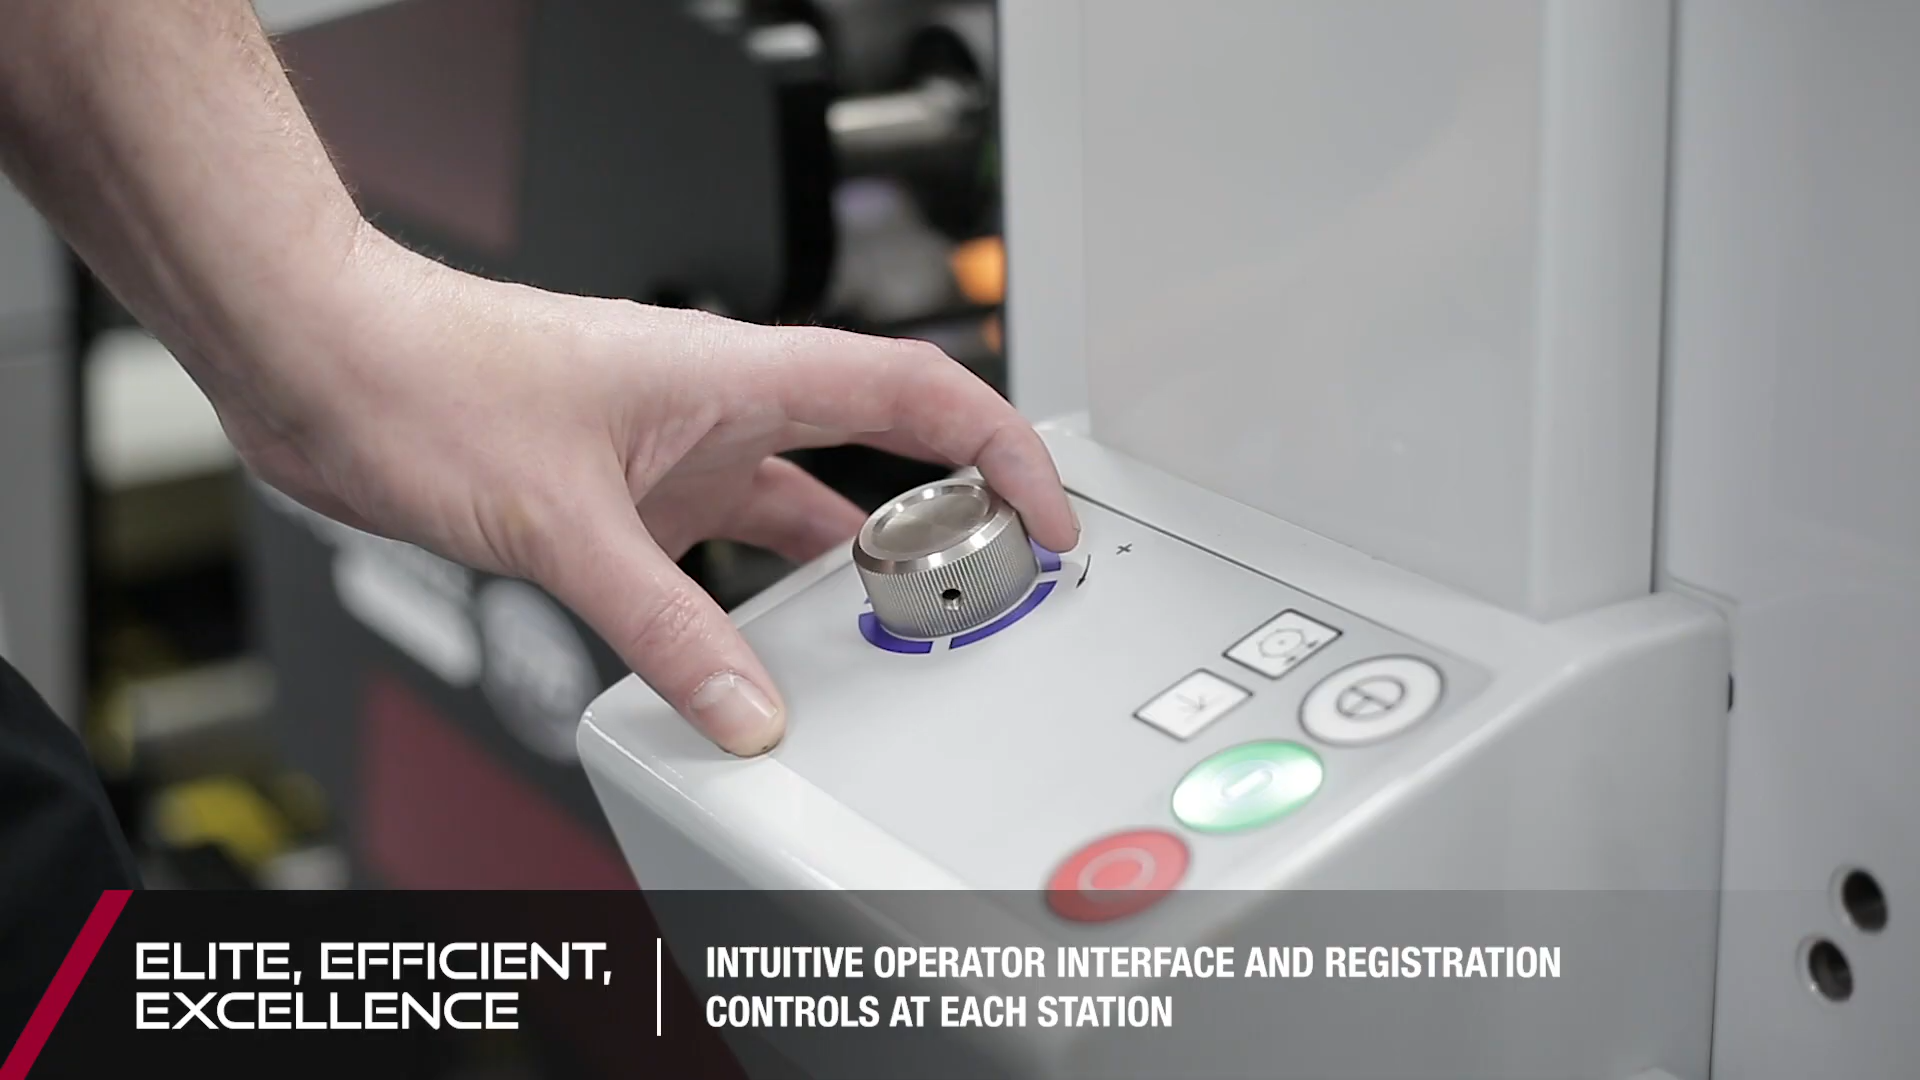 ELITE, EFFICIENT,
EXCELLENCE
INTUITIVE OPERATOR INTERFACE AND REGISTRATION
CONTROLS AT EACH STATION